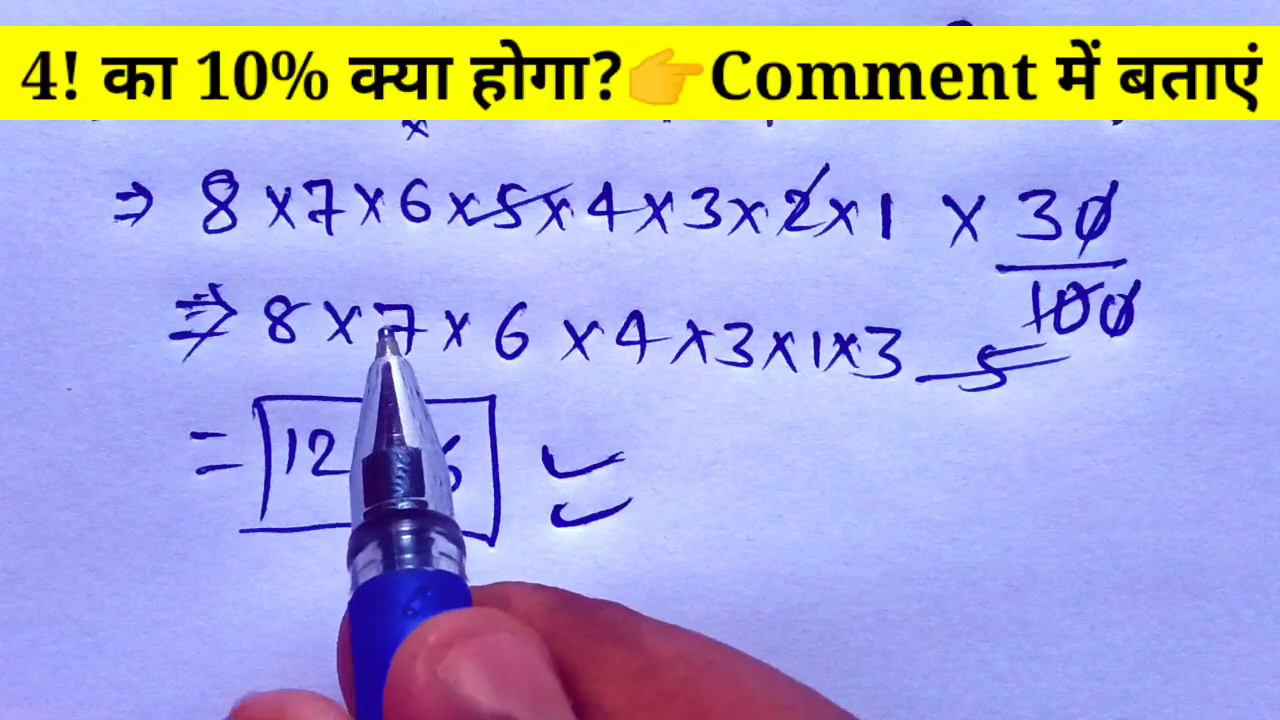 4! का 10% क्या होगा?👉Comment में बताएं
⇒ 8 × 7 × 6 × 5 × 4 × 3 × 2 × 1 × 30/100
⇒ 8 × 7 × 6 × 4 × 3 × 1 × 3 5
= 12 6